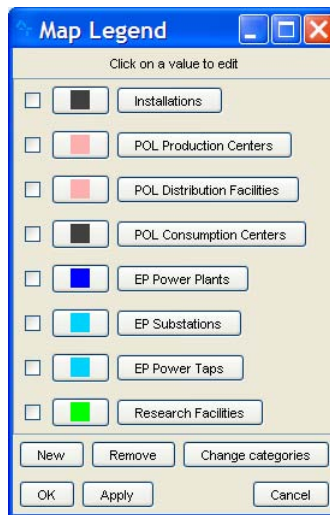 Map Legend
Click on a value to edit
Installations
POL Production Centers
POL Distribution Facilities
POL Consumption Centers
EP Power Plants
EP Substations
EP Power Taps
Research Facilities
New Remove Change categories
OK Apply Cancel